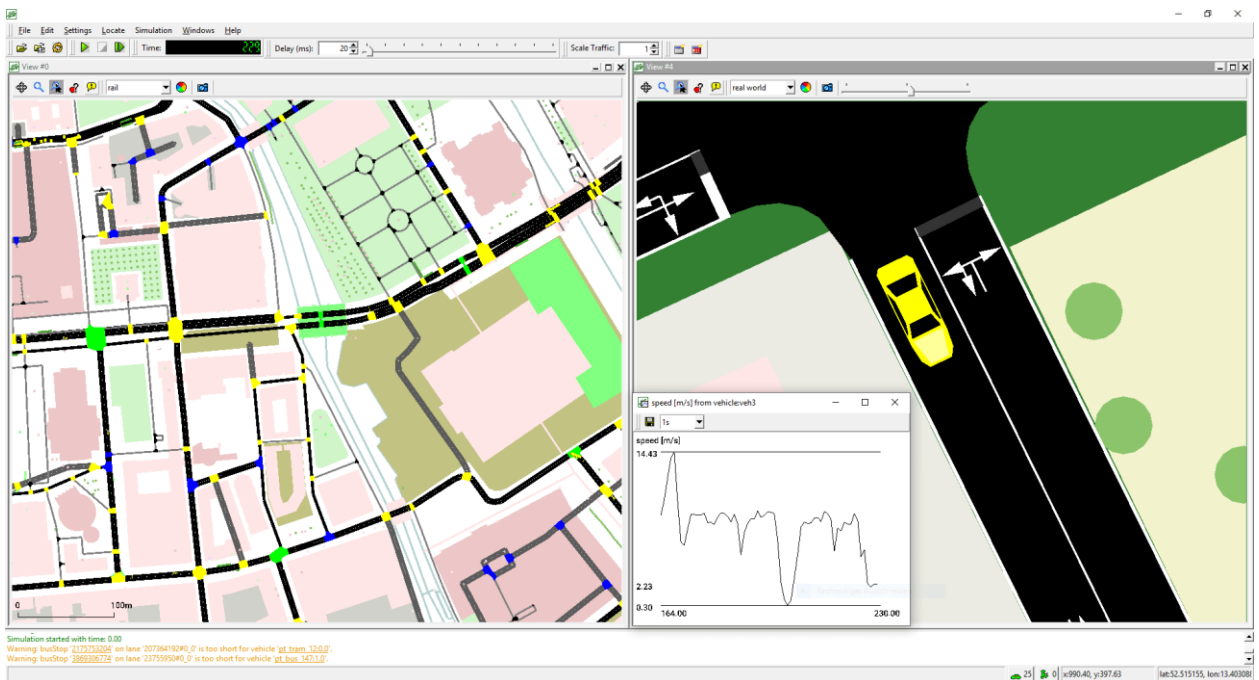 File Edit Settings Locate Simulation Windows Help
Time: 229 Delay (ms): 20 Scale Traffic: 1
View #0
rail
0 100m
View #4
real world
speed [m/s] from vehicle:veh3
1s
speed [m/s]
14.43
2.23
0.30
164.00 230.00
Simulation started with time: 0.00
Warning: busStop '2175753204' on lane '207364192#0_0' is too short for vehicle 'pt_tram_12:0.0'.
Warning: busStop '3869306774' on lane '23755950#0_0' is too short for vehicle 'pt_bus_147:1.0'.
25 0 x:990.40, y:397.63 lat:52.515155, lon:13.40308